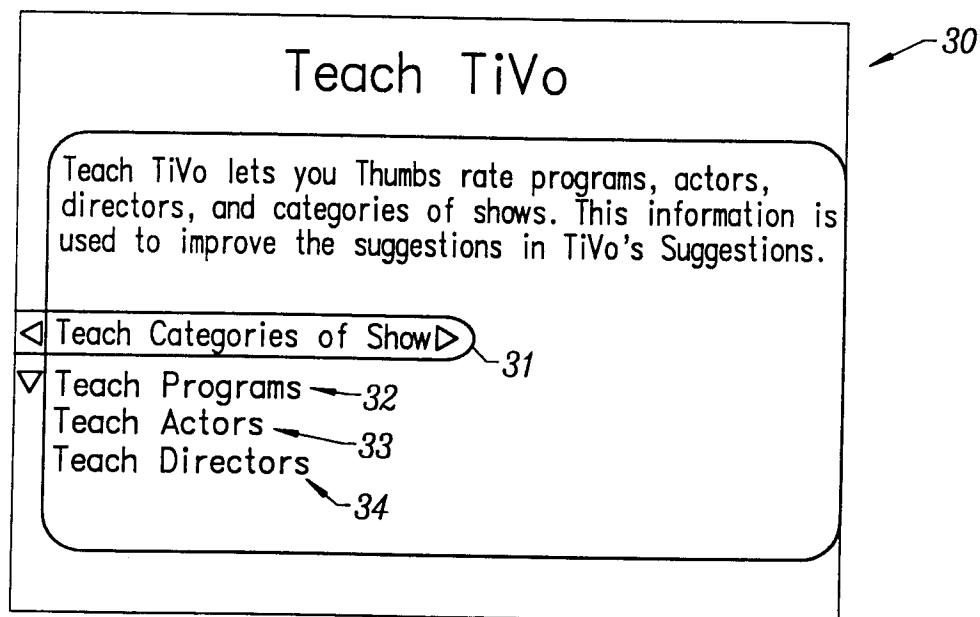 30
Teach TiVo
Teach TiVo lets you Thumbs rate programs, actors,
directors, and categories of shows. This information is
used to improve the suggestions in TiVo's Suggestions.
Teach Categories of Show
31
Teach Programs 32
Teach Actors 33
Teach Directors
34